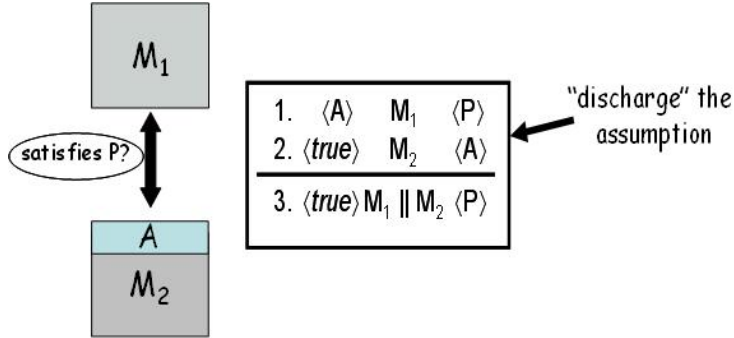 M₁
satisfies P?
A
M₂
1. ⟨A⟩ M₁ ⟨P⟩
2. ⟨true⟩ M₂ ⟨A⟩
3. ⟨true⟩ M₁ || M₂ ⟨P⟩
"discharge" the
assumption